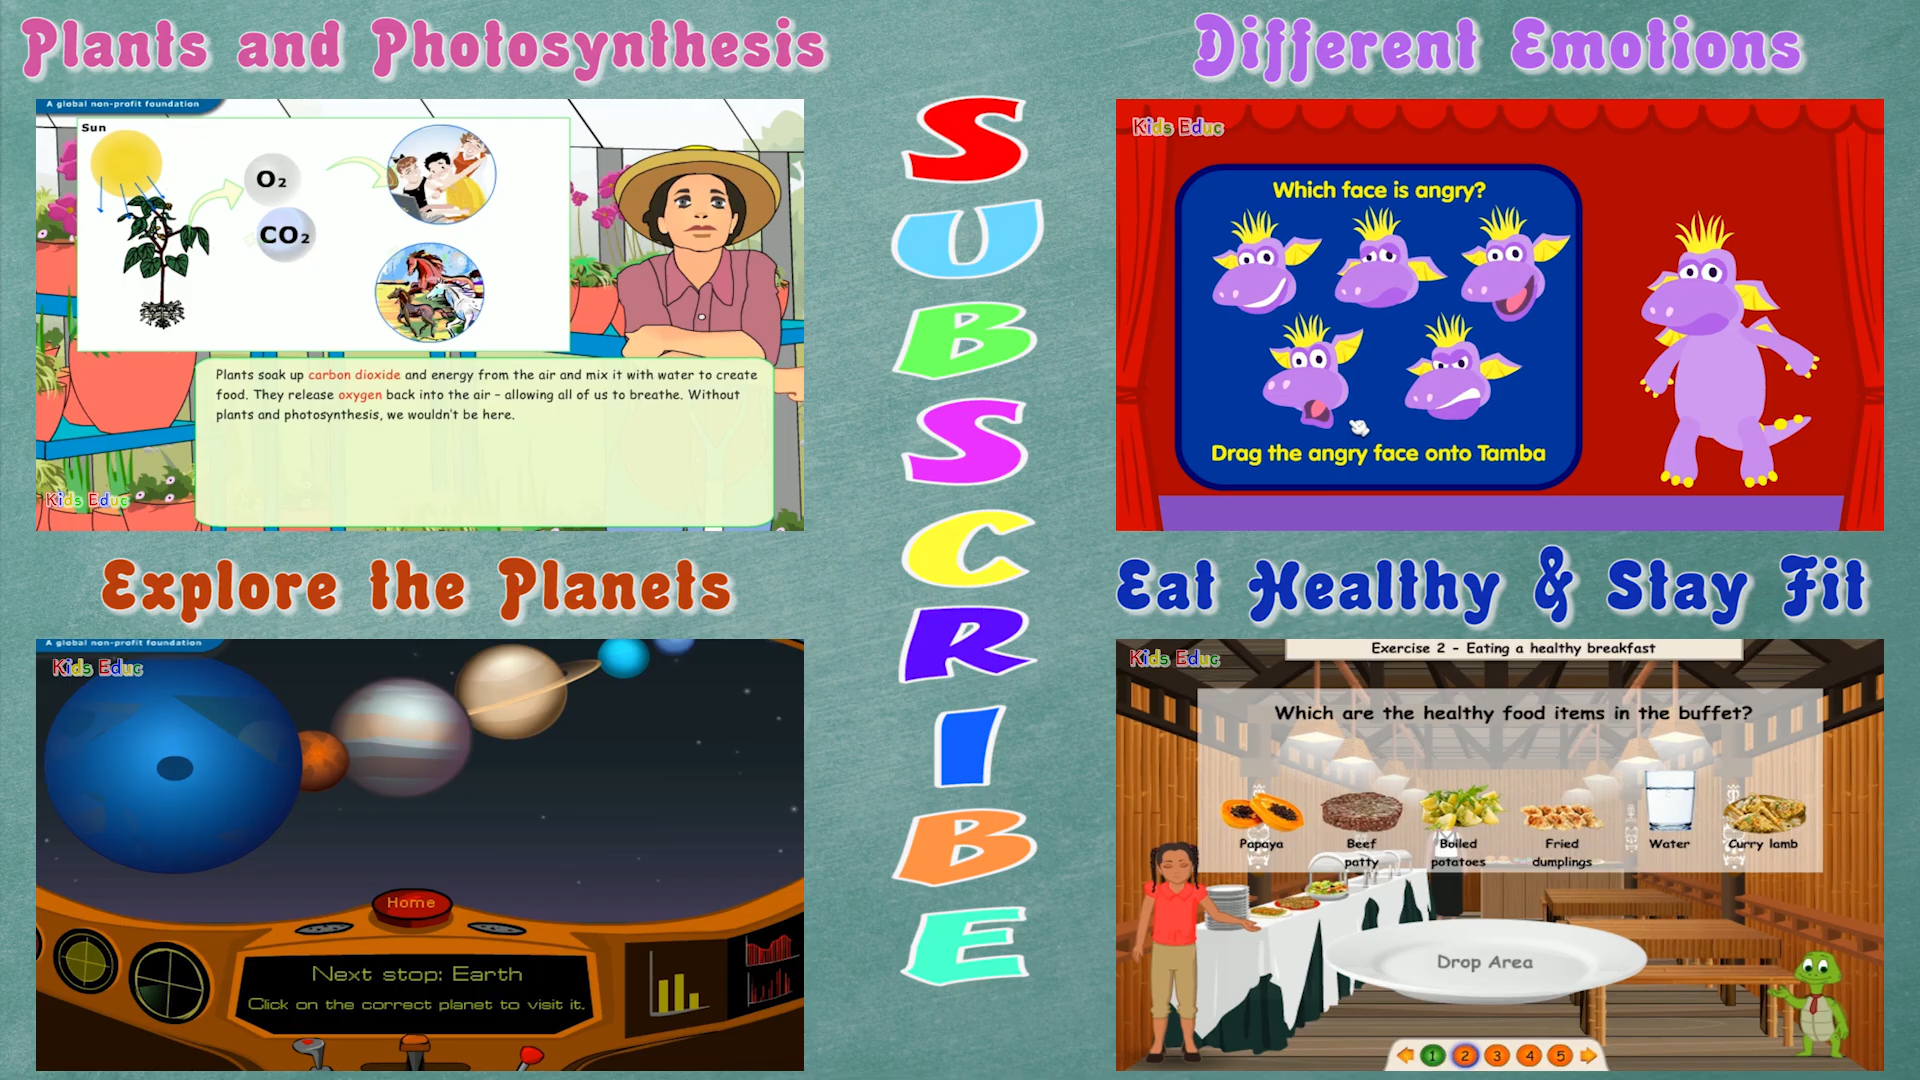 Plants and Photosynthesis
A global non-profit foundation
Sun
O₂
CO₂
Plants soak up carbon dioxide and energy from the air and mix it with water to create
food. They release oxygen back into the air – allowing all of us to breathe. Without
plants and photosynthesis, we wouldn't be here.
Kids Educ
Different Emotions
Kids Educ
Which face is angry?
Drag the angry face onto Tamba
SUBSCRIBE
Explore the Planets
A global non-profit foundation
Kids Educ
Home
Next stop: Earth
Click on the correct planet to visit it.
Eat Healthy & Stay Fit
Kids Educ
Exercise 2 - Eating a healthy breakfast
Which are the healthy food items in the buffet?
Papaya
Beef patty
Boiled potatoes
Fried dumplings
Water
Curry lamb
Drop Area
1 2 3 4 5